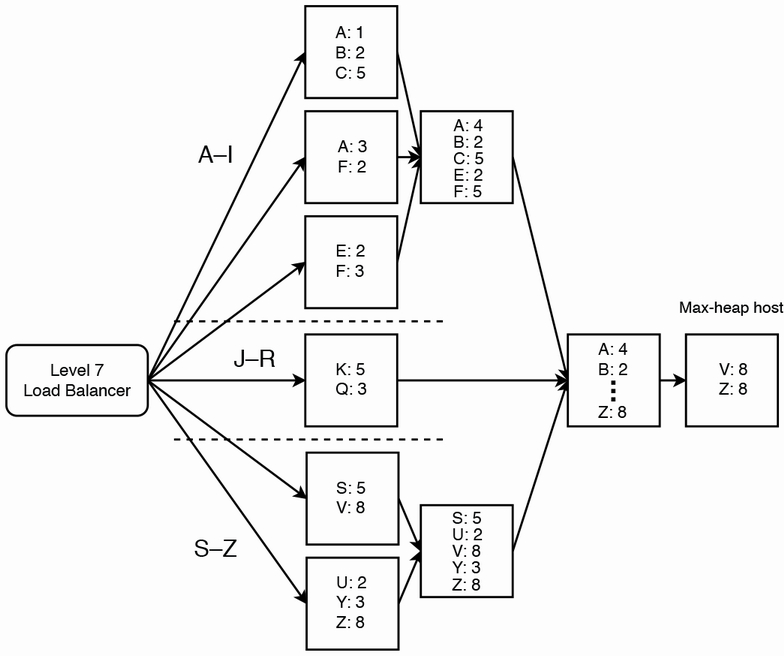 A: 1
B: 2
C: 5
A–I
A: 3
F: 2
A: 4
B: 2
C: 5
E: 2
F: 5
E: 2
F: 3
Max-heap host
Level 7
Load Balancer
J–R
K: 5
Q: 3
A: 4
B: 2
Z: 8
V: 8
Z: 8
S: 5
V: 8
S–Z
S: 5
U: 2
V: 8
Y: 3
Z: 8
U: 2
Y: 3
Z: 8